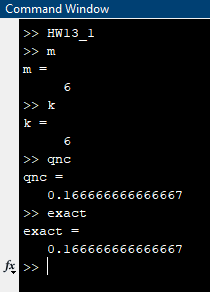 Command Window
>> HW13_1
>> m
m =
6
>> k
k =
6
>> qnc
qnc =
0.166666666666667
>> exact
exact =
0.166666666666667
fx >>